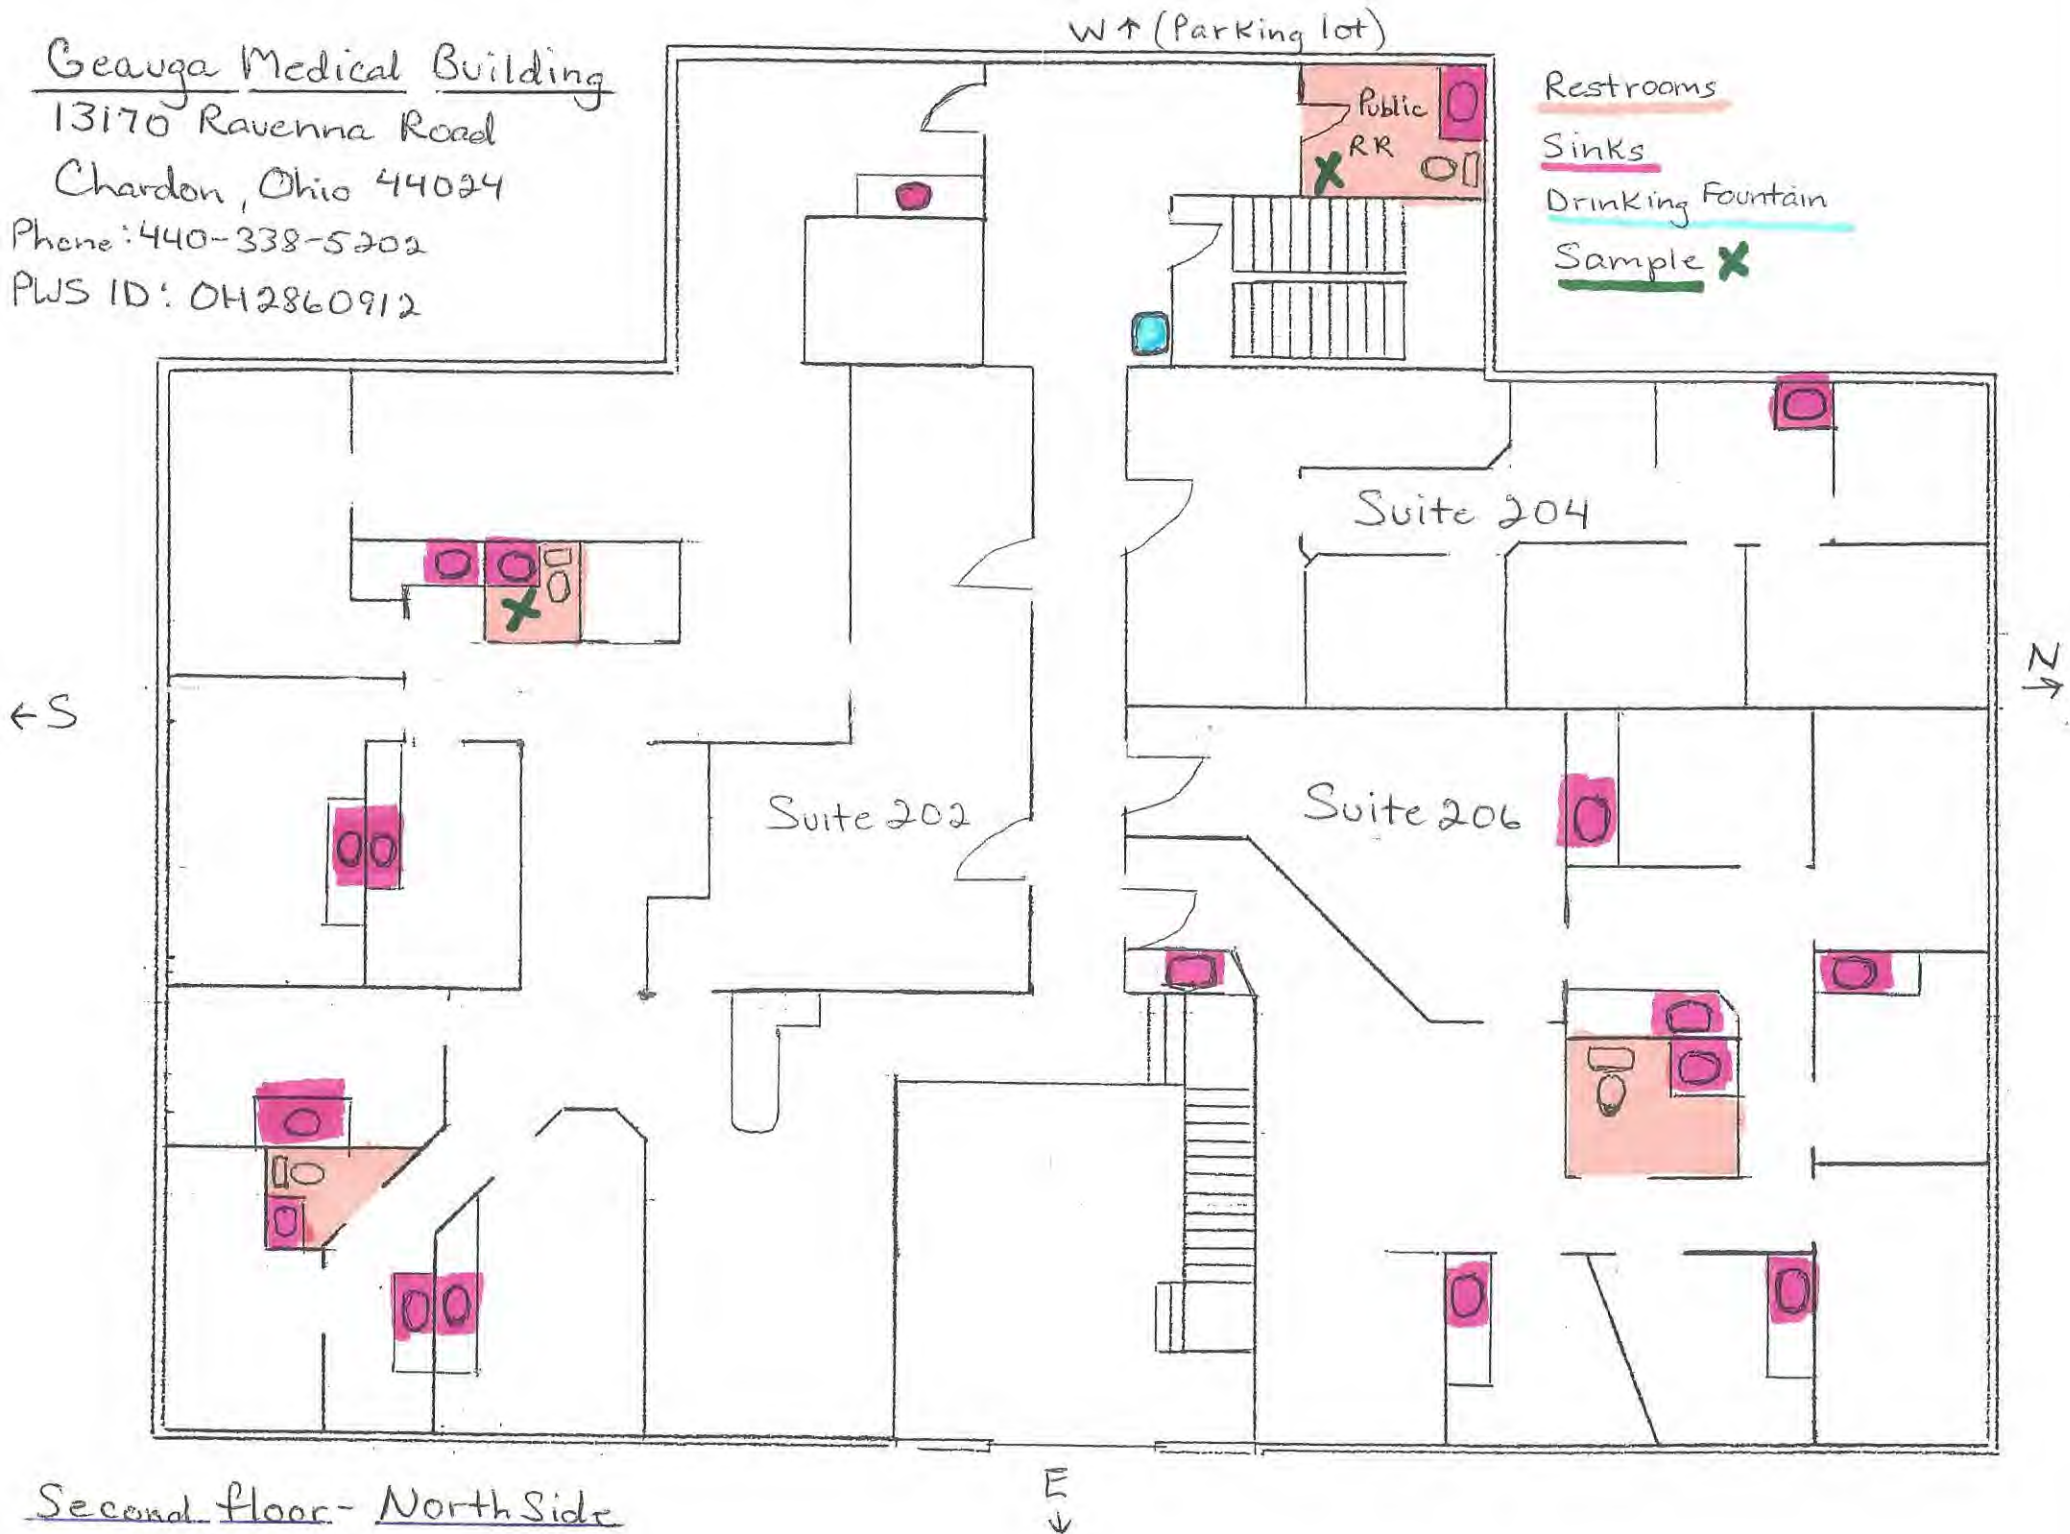 Geauga Medical Building
13170 Ravenna Road
Chardon, Ohio 44024
Phone: 440-338-5202
PWS ID: OH2860912
W ↑ (Parking lot)
Restrooms
Sinks
Drinking Fountain
Sample X
Public
RR
X
Suite 204
X
N →
← S
Suite 202
Suite 206
E ↓
Second floor - North Side